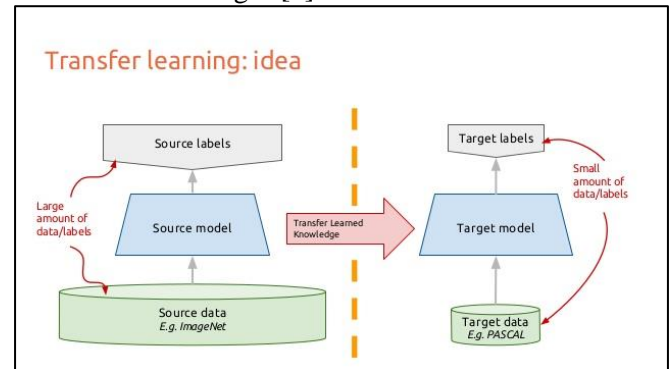 Transfer learning: idea
Source labels
Large
amount of
data/labels
Source model
Source data
E.g. ImageNet
Transfer Learned
Knowledge
Target labels
Small
amount of
data/labels
Target model
Target data
E.g. PASCAL